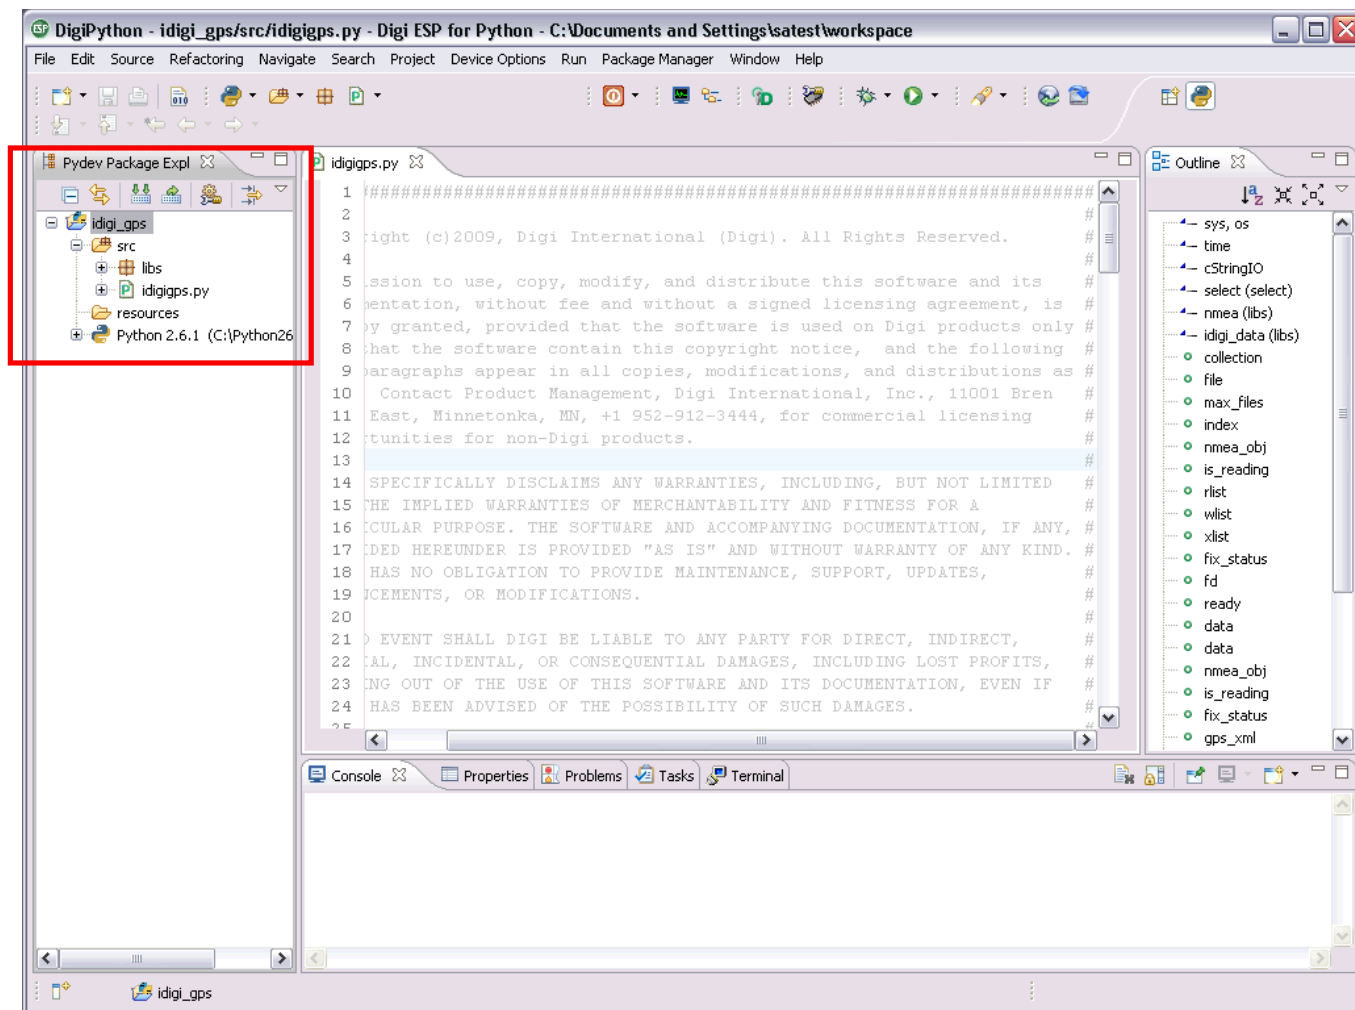 DigiPython - idigi_gps/src/idigigps.py - Digi ESP for Python - C:\Documents and Settings\satest\workspace
File Edit Source Refactoring Navigate Search Project Device Options Run Package Manager Window Help
Pydev Package Expl
idigi_gps
src
libs
idigigps.py
resources
Python 2.6.1 (C:\Python26
idigigps.py
1 ##############################################################################
2 #
3 right (c)2009, Digi International (Digi). All Rights Reserved. #
4 #
5 ission to use, copy, modify, and distribute this software and its #
6 mentation, without fee and without a signed licensing agreement, is #
7 by granted, provided that the software is used on Digi products only #
8 that the software contain this copyright notice, and the following #
9 paragraphs appear in all copies, modifications, and distributions as #
10 Contact Product Management, Digi International, Inc., 11001 Bren #
11 East, Minnetonka, MN, +1 952-912-3444, for commercial licensing #
12 tunities for non-Digi products. #
13 #
14 SPECIFICALLY DISCLAIMS ANY WARRANTIES, INCLUDING, BUT NOT LIMITED #
15 THE IMPLIED WARRANTIES OF MERCHANTABILITY AND FITNESS FOR A #
16 ICULAR PURPOSE. THE SOFTWARE AND ACCOMPANYING DOCUMENTATION, IF ANY, #
17 IDED HEREUNDER IS PROVIDED "AS IS" AND WITHOUT WARRANTY OF ANY KIND. #
18 HAS NO OBLIGATION TO PROVIDE MAINTENANCE, SUPPORT, UPDATES, #
19 NCEMENTS, OR MODIFICATIONS. #
20 #
21 O EVENT SHALL DIGI BE LIABLE TO ANY PARTY FOR DIRECT, INDIRECT, #
22 IAL, INCIDENTAL, OR CONSEQUENTIAL DAMAGES, INCLUDING LOST PROFITS, #
23 ING OUT OF THE USE OF THIS SOFTWARE AND ITS DOCUMENTATION, EVEN IF #
24 HAS BEEN ADVISED OF THE POSSIBILITY OF SUCH DAMAGES. #
25 #
Outline
sys, os
time
cStringIO
select (select)
nmea (libs)
idigi_data (libs)
collection
file
max_files
index
nmea_obj
is_reading
rlist
wlist
xlist
fix_status
fd
ready
data
data
nmea_obj
is_reading
fix_status
gps_xml
Console Properties Problems Tasks Terminal
idigi_gps